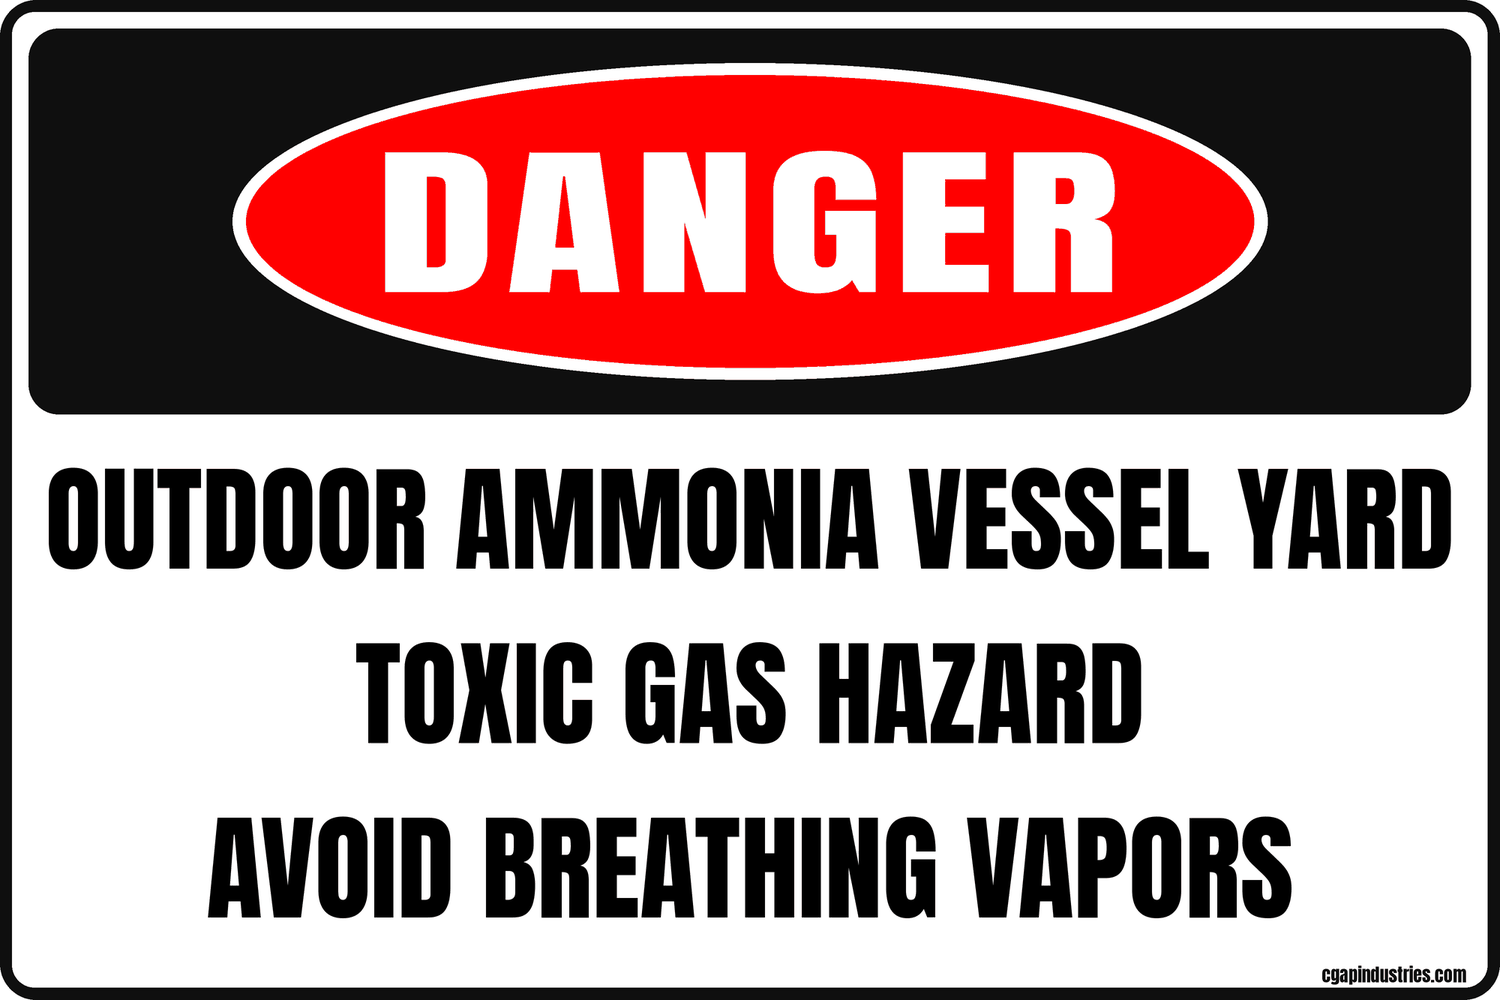 DANGER
OUTDOOR AMMONIA VESSEL YARD
TOXIC GAS HAZARD
AVOID BREATHING VAPORS
cgapindustries.com